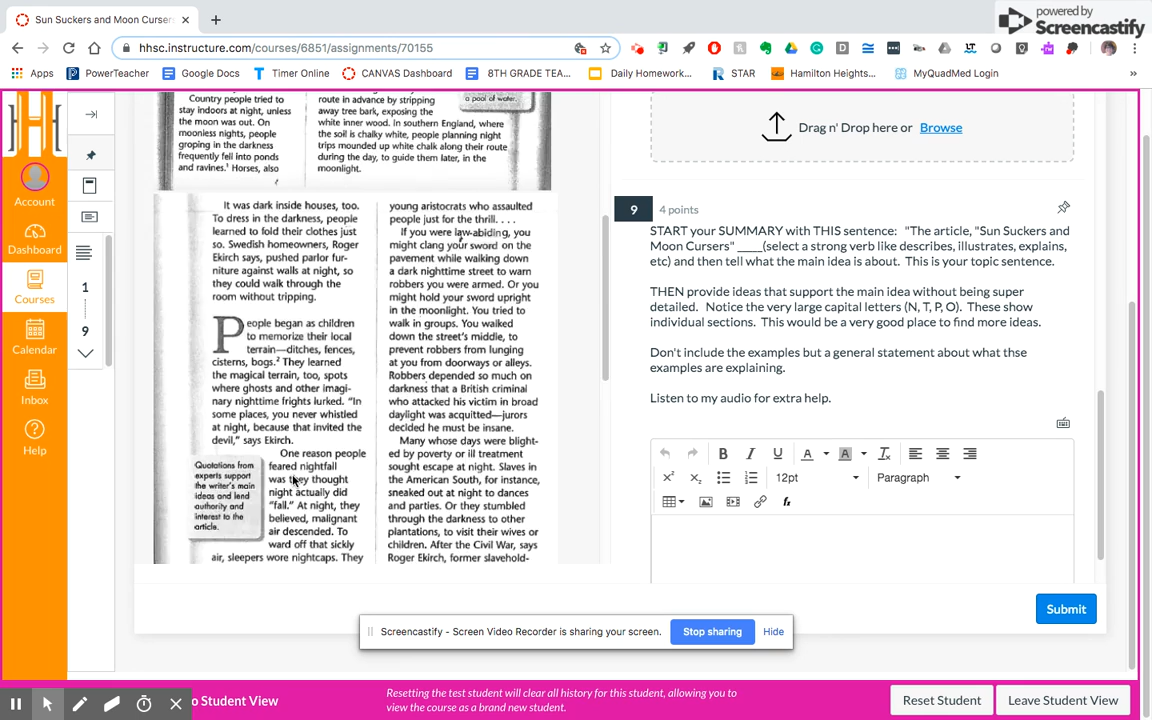 Sun Suckers and Moon Curser
powered by
Screencastify
hhsc.instructure.com/courses/6851/assignments/70155
Apps
PowerTeacher
Google Docs
Timer Online
CANVAS Dashboard
8TH GRADE TEA...
Daily Homework...
STAR
Hamilton Heights...
MyQuadMed Login
»
Account
Dashboard
Courses
Calendar
Inbox
Help
1
9
Country people tried to
stay indoors at night, unless
the moon was out. On
moonless nights, people
groping in the darkness
frequently fell into ponds
and ravines.¹ Horses, also
route in advance by stripping
away tree bark, exposing the
white inner wood. In southern England, where
the soil is chalky white, people planning night
trips mounded up white chalk along their route
during the day, to guide them later, in the
moonlight.
a pool of water.
It was dark inside houses, too.
To dress in the darkness, people
learned to fold their clothes just
so. Swedish homeowners, Roger
Ekirch says, pushed parlor fur-
niture against walls at night, so
they could walk through the
room without tripping.
People began as children
to memorize their local
terrain—ditches, fences,
cisterns, bogs.² They learned
the magical terrain, too, spots
where ghosts and other imagi-
nary nighttime frights lurked. "In
some places, you never whistled
at night, because that invited the
devil," says Ekirch.
One reason people
feared nightfall
was they thought
night actually did
"fall." At night, they
believed, malignant
air descended. To
ward off that sickly
air, sleepers wore nightcaps. They
Quotations from
experts support
the writer's main
ideas and lend
authority and
interest to the
article.
young aristocrats who assaulted
people just for the thrill. . . .
If you were law-abiding, you
might clang your sword on the
pavement while walking down
a dark nighttime street to warn
robbers you were armed. Or you
might hold your sword upright
in the moonlight. You tried to
walk in groups. You walked
down the street's middle, to
prevent robbers from lunging
at you from doorways or alleys.
Robbers depended so much on
darkness that a British criminal
who attacked his victim in broad
daylight was acquitted—jurors
decided he must be insane.
Many whose days were blight-
ed by poverty or ill treatment
sought escape at night. Slaves in
the American South, for instance,
sneaked out at night to dances
and parties. Or they stumbled
through the darkness to other
plantations, to visit their wives or
children. After the Civil War, says
Roger Ekirch, former slavehold-
Drag n' Drop here or Browse
9
4 points
START your SUMMARY with THIS sentence: "The article, "Sun Suckers and
Moon Cursers" ____(select a strong verb like describes, illustrates, explains,
etc) and then tell what the main idea is about. This is your topic sentence.
THEN provide ideas that support the main idea without being super
detailed. Notice the very large capital letters (N, T, P, O). These show
individual sections. This would be a very good place to find more ideas.
Don't include the examples but a general statement about what thse
examples are explaining.
Listen to my audio for extra help.
B I U A A
12pt
Paragraph
Submit
Screencastify - Screen Video Recorder is sharing your screen.
Stop sharing
Hide
o Student View
Resetting the test student will clear all history for this student, allowing you to
view the course as a brand new student.
Reset Student
Leave Student View